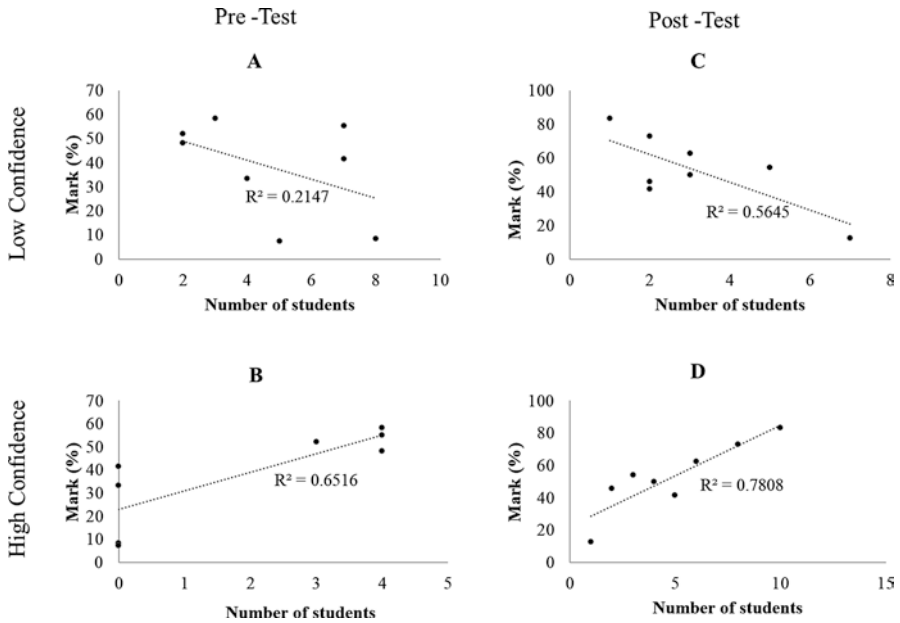 Pre -Test
Post -Test
Low Confidence
High Confidence
A
70
60
50
40
30
20
10
0
Mark (%)
R² = 0.2147
0 2 4 6 8 10
Number of students
C
100
80
60
40
20
0
Mark (%)
R² = 0.5645
0 2 4 6 8
Number of students
B
70
60
50
40
30
20
10
0
Mark (%)
R² = 0.6516
0 1 2 3 4 5
Number of students
D
100
80
60
40
20
0
Mark (%)
R² = 0.7808
0 5 10 15
Number of students